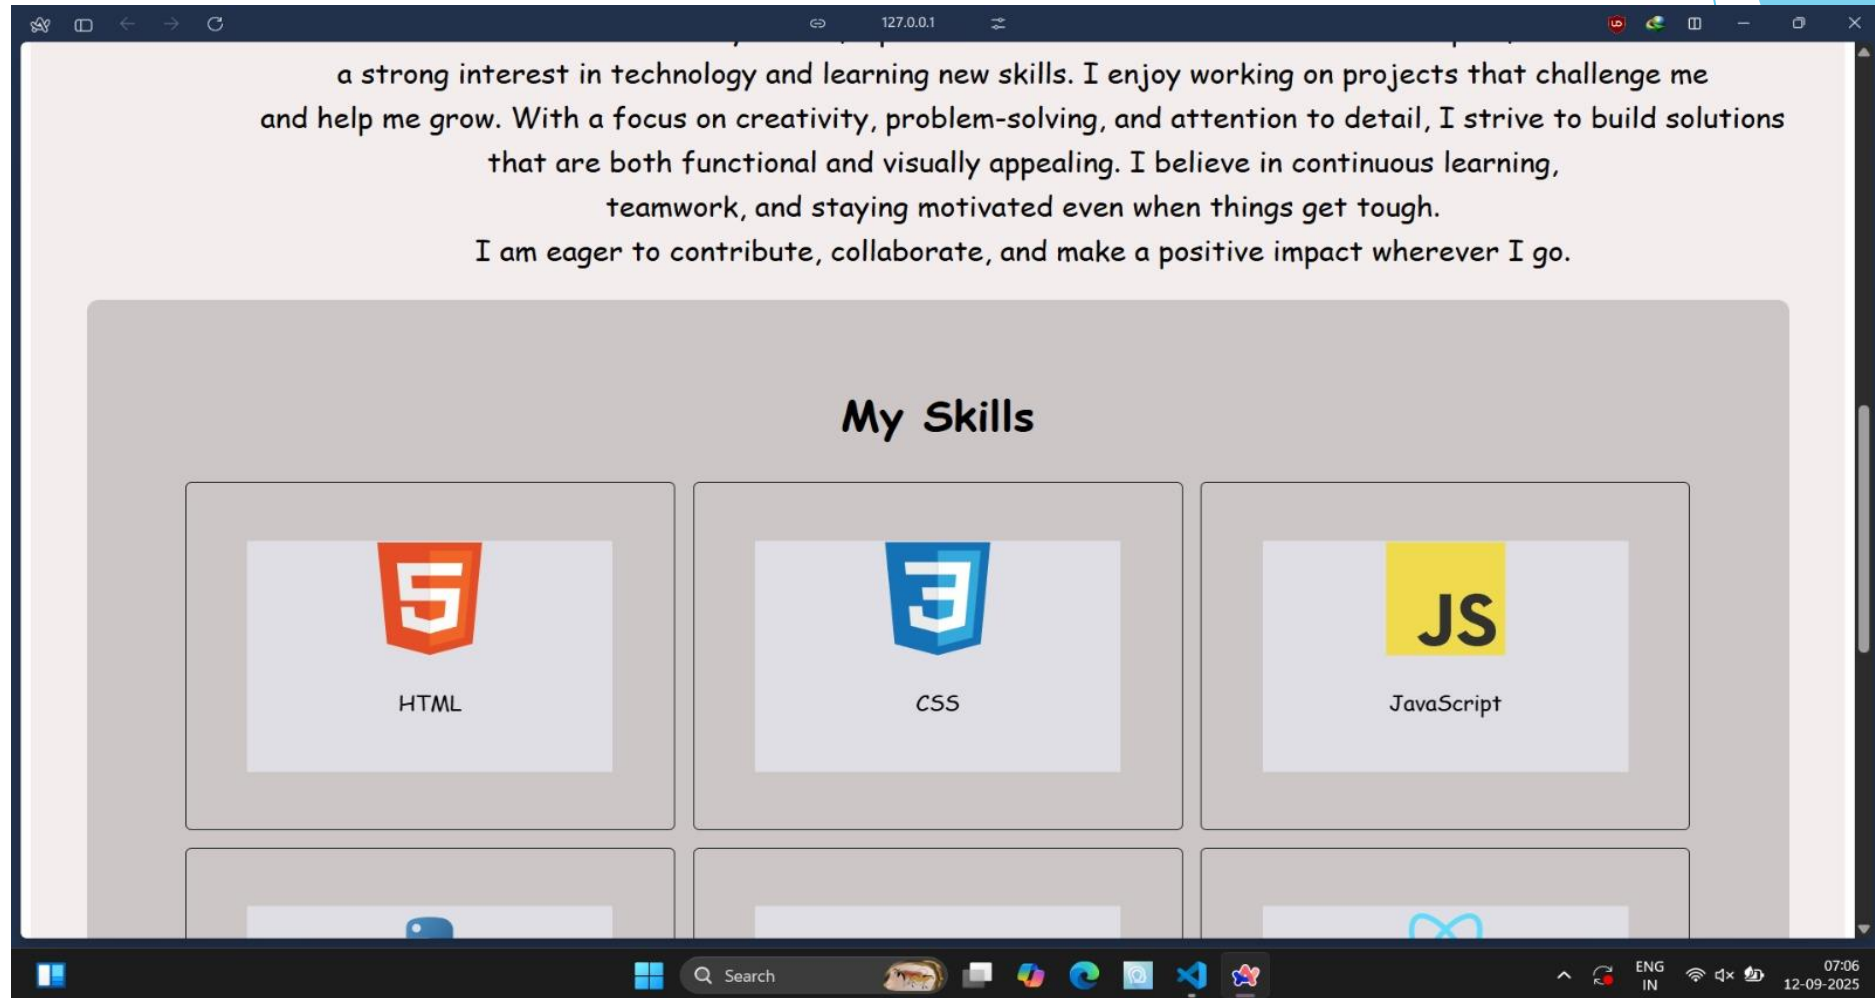 127.0.0.1
a strong interest in technology and learning new skills. I enjoy working on projects that challenge me
and help me grow. With a focus on creativity, problem-solving, and attention to detail, I strive to build solutions
that are both functional and visually appealing. I believe in continuous learning,
teamwork, and staying motivated even when things get tough.
I am eager to contribute, collaborate, and make a positive impact wherever I go.
My Skills
5
3
JS
HTML
CSS
JavaScript
Search
ENG
IN
07:06
12-09-2025